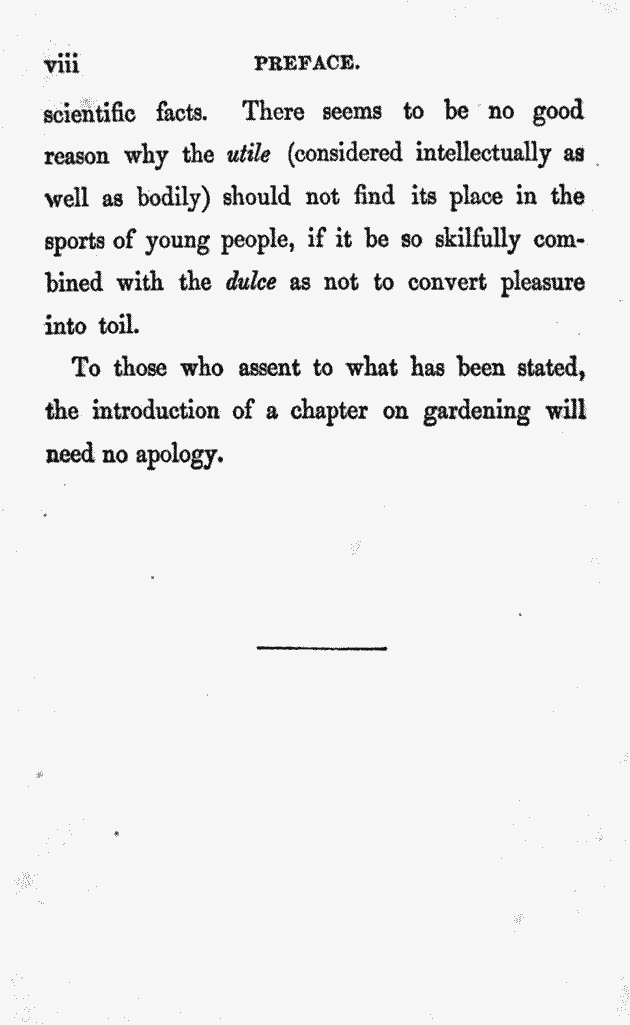 viii PREFACE.
scientific facts. There seems to be no good
reason why the utile (considered intellectually as
well as bodily) should not find its place in the
sports of young people, if it be so skilfully com-
bined with the dulce as not to convert pleasure
into toil.
To those who assent to what has been stated,
the introduction of a chapter on gardening will
need no apology.